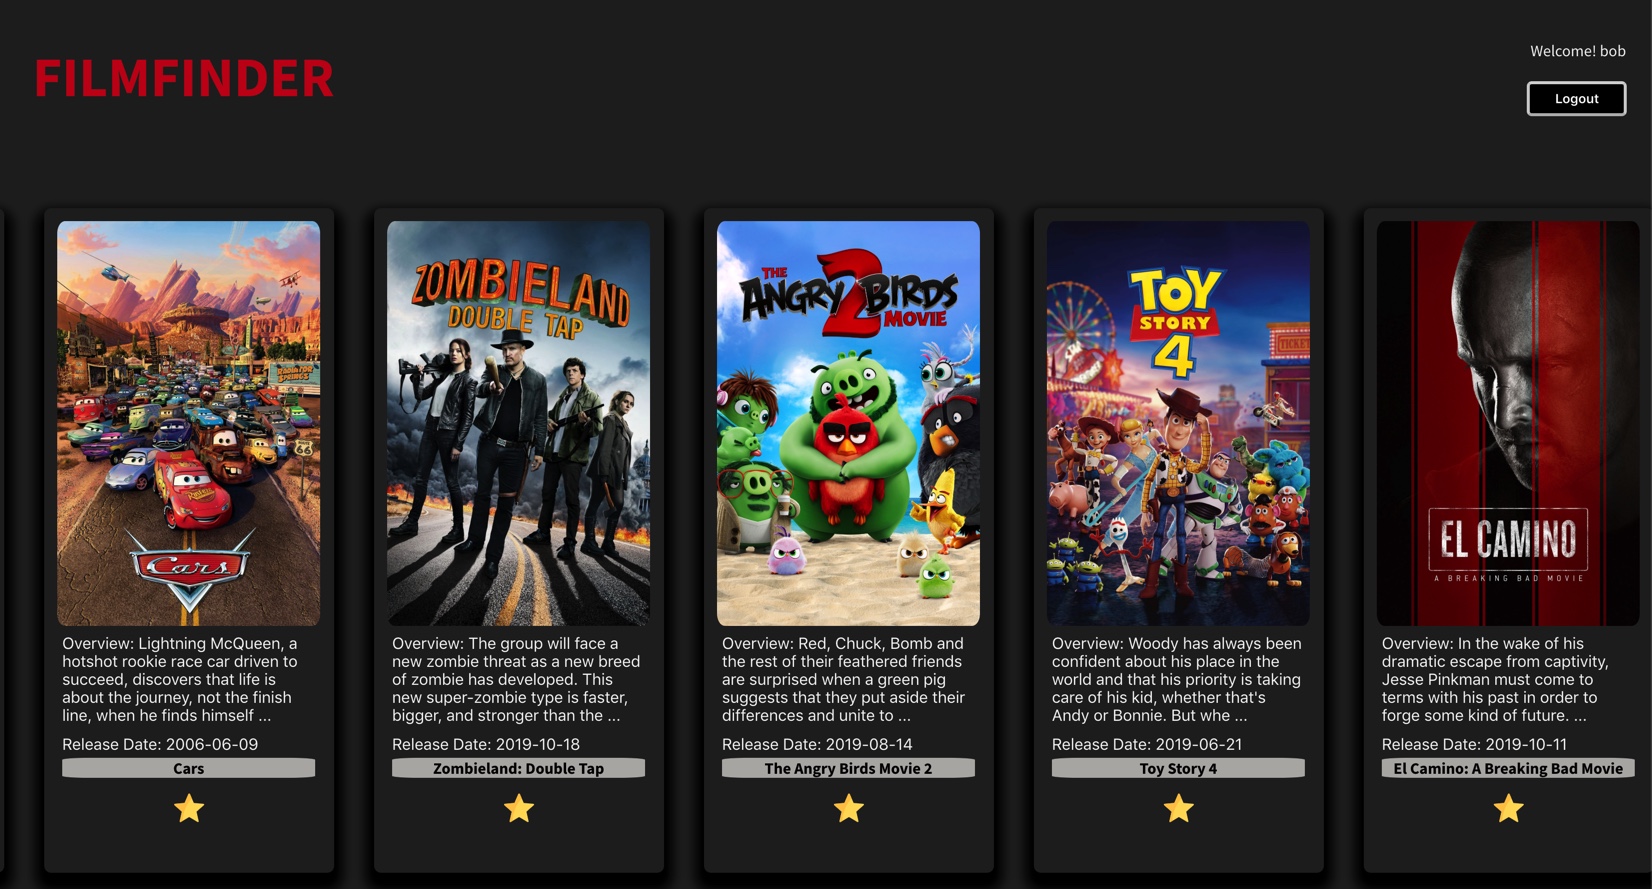 FILMFINDER
Welcome! bob
Logout
RADIATOR
SPRINGS
66
Cars
Overview: Lightning McQueen, a
hotshot rookie race car driven to
succeed, discovers that life is
about the journey, not the finish
line, when he finds himself ...
Release Date: 2006-06-09
Cars
ZOMBIELAND
DOUBLE TAP
Overview: The group will face a
new zombie threat as a new breed
of zombie has developed. This
new super-zombie type is faster,
bigger, and stronger than the ...
Release Date: 2019-10-18
Zombieland: Double Tap
THE
ANGRY 2 BIRDS
MOVIE
Overview: Red, Chuck, Bomb and
the rest of their feathered friends
are surprised when a green pig
suggests that they put aside their
differences and unite to ...
Release Date: 2019-08-14
The Angry Birds Movie 2
TOY
STORY
4
TICKET
Overview: Woody has always been
confident about his place in the
world and that his priority is taking
care of his kid, whether that's
Andy or Bonnie. But whe ...
Release Date: 2019-06-21
Toy Story 4
EL CAMINO
A BREAKING BAD MOVIE
Overview: In the wake of his
dramatic escape from captivity,
Jesse Pinkman must come to
terms with his past in order to
forge some kind of future. ...
Release Date: 2019-10-11
El Camino: A Breaking Bad Movie